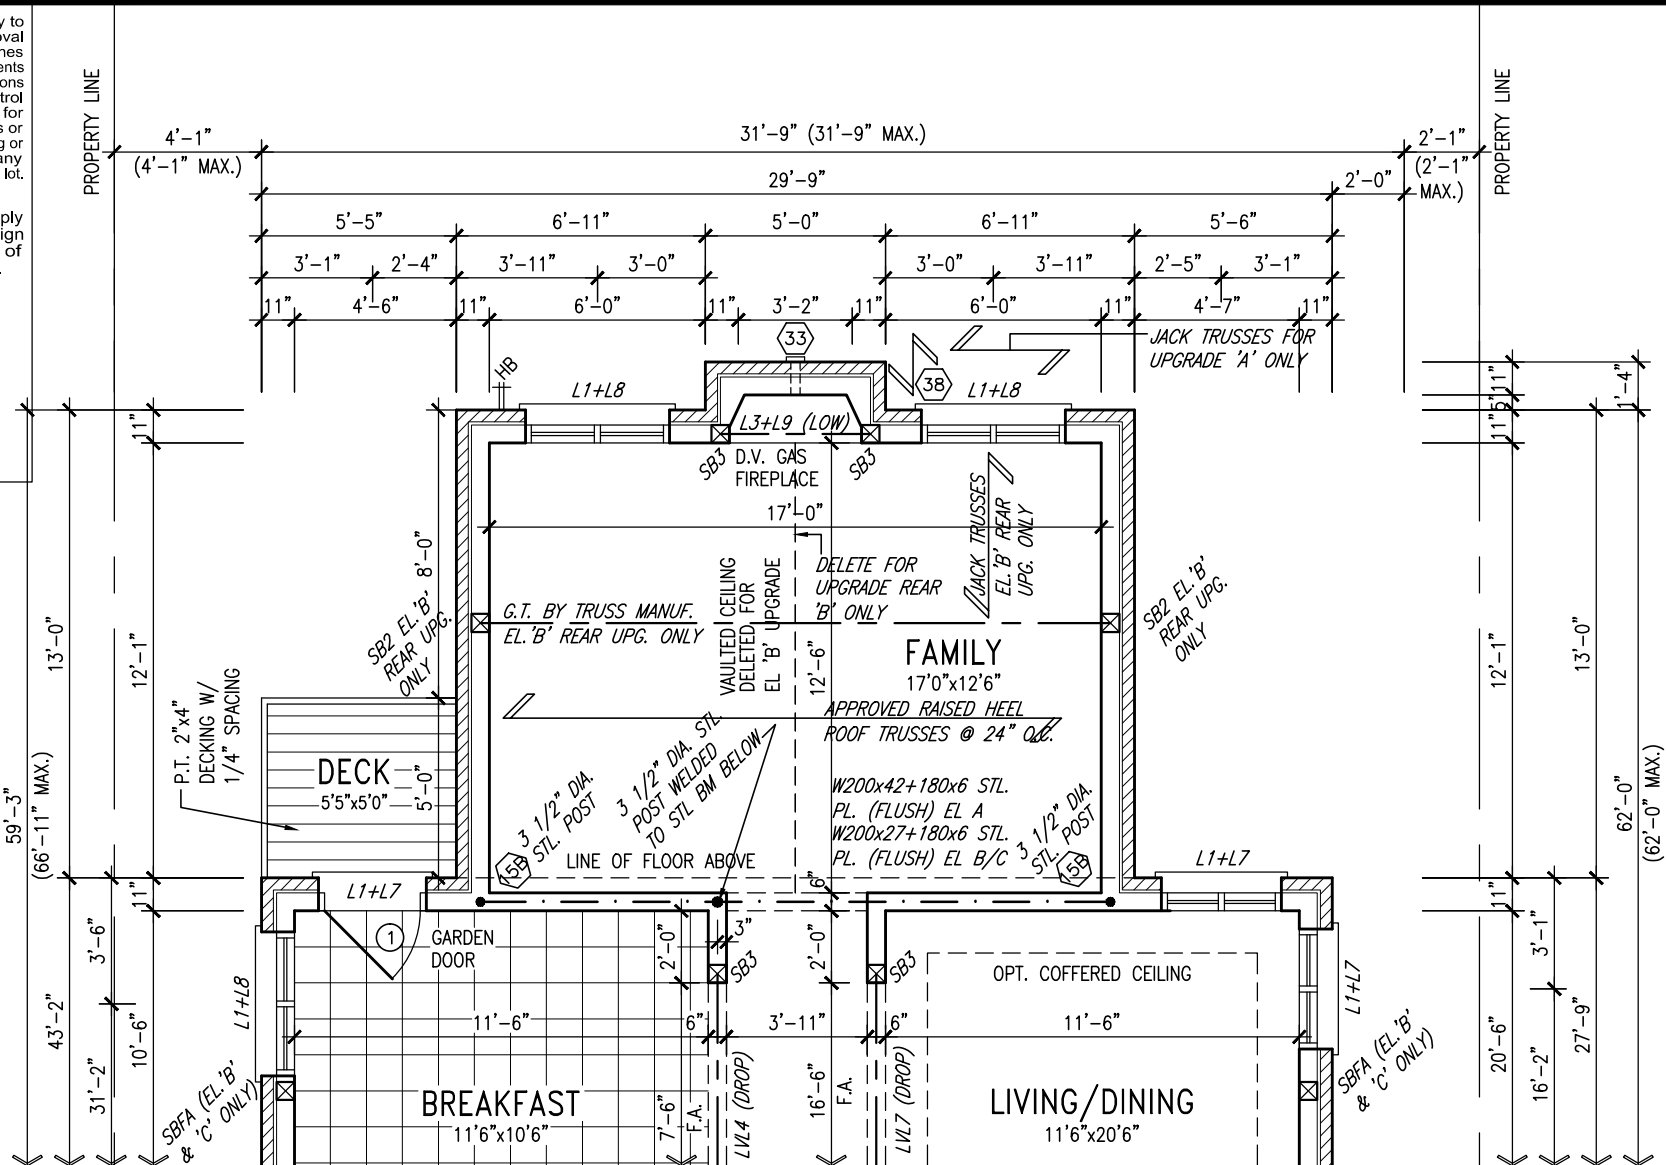 y to
oval
nes
ents
ons
trol
for
s or
g or
any
lot.
ply
ign
of
PROPERTY LINE
PROPERTY LINE
4'-1"
(4'-1" MAX.)
31'-9" (31'-9" MAX.)
2'-1"
(2'-1"
MAX.)
29'-9"
2'-0"
5'-5"
6'-11"
5'-0"
6'-11"
5'-6"
3'-1"
2'-4"
3'-11"
3'-0"
3'-0"
3'-11"
2'-5"
3'-1"
11"
4'-6"
11"
6'-0"
11"
3'-2"
11"
6'-0"
11"
4'-7"
11"
33
38
HB
L1+L8
L1+L8
JACK TRUSSES FOR
UPGRADE 'A' ONLY
L3+L9 (LOW)
SB3
D.V. GAS
FIREPLACE
SB3
17'-0"
JACK TRUSSES
EL.'B' REAR
UPG. ONLY
DELETE FOR
UPGRADE REAR
'B' ONLY
VAULTED CEILING
DELETED FOR
EL 'B' UPGRADE
12'-6"
G.T. BY TRUSS MANUF.
EL.'B' REAR UPG. ONLY
SB2 EL.'B'
REAR UPG.
ONLY
SB2 EL.'B'
REAR UPG.
ONLY
FAMILY
17'0"x12'6"
APPROVED RAISED HEEL
ROOF TRUSSES @ 24" O.C.
W200x42+180x6 STL.
PL. (FLUSH) EL A
W200x27+180x6 STL.
PL. (FLUSH) EL B/C
3 1/2" DIA.
STL. POST
3 1/2" DIA. STL.
POST WELDED
TO STL BM BELOW
3 1/2" DIA.
STL. POST
15B
15B
LINE OF FLOOR ABOVE
P.T. 2"x4"
DECKING W/
1/4" SPACING
DECK
5'5"x5'0"
5'-0"
8'-0"
11"
12'-1"
13'-0"
59'-3"
(66'-11" MAX.)
11"
3'-6"
43'-2"
31'-2"
10'-6"
11"
5"
11"
1'-4"
12'-1"
13'-0"
62'-0"
(62'-0" MAX.)
11"
3'-1"
20'-6"
16'-2"
27'-9"
L1+L7
L1+L7
L1+L8
L1+L7
1
GARDEN
DOOR
2'-0"
3"
6"
2'-0"
SB3
SB3
OPT. COFFERED CEILING
11'-6"
6"
3'-11"
6"
11'-6"
SBFA (EL.'B'
& 'C' ONLY)
SBFA (EL.'B'
& 'C' ONLY)
BREAKFAST
11'6"x10'6"
7'-6"
F.A.
LVL4 (DROP)
16'-6"
F.A.
LVL7 (DROP)
LIVING/DINING
11'6"x20'6"